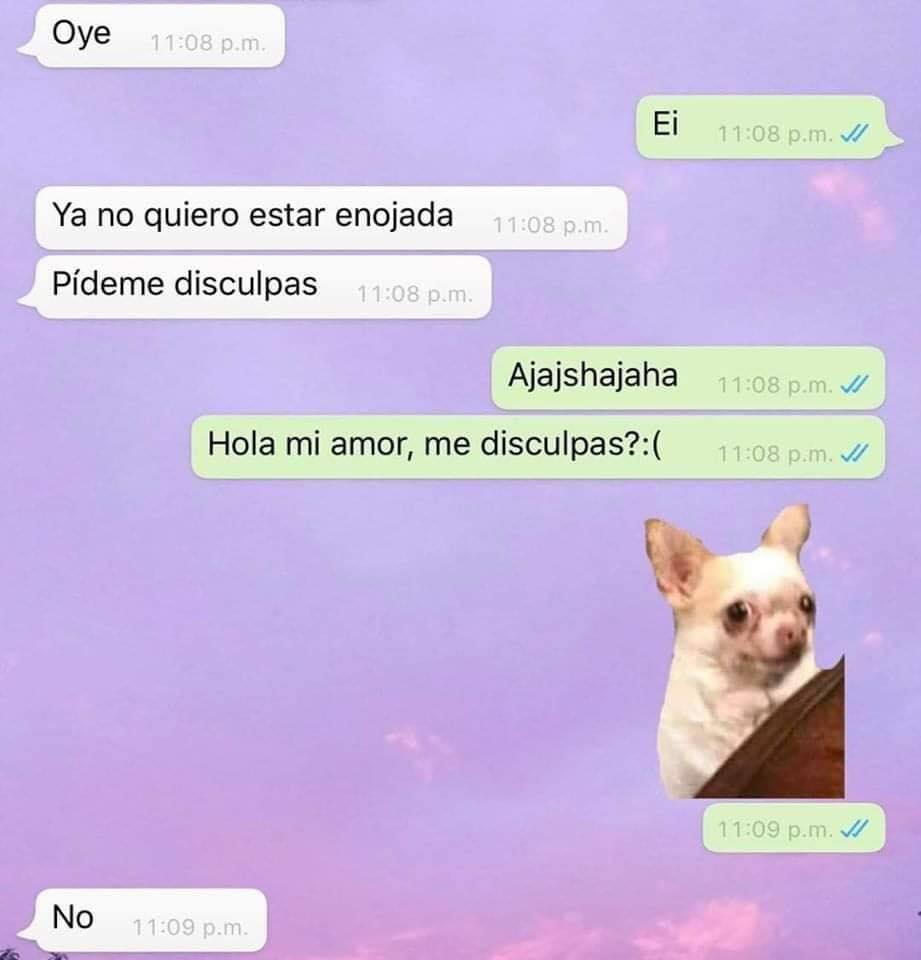 Oye 11:08 p.m.
Ei 11:08 p.m.
Ya no quiero estar enojada 11:08 p.m.
Pídeme disculpas 11:08 p.m.
Ajajshajaha 11:08 p.m.
Hola mi amor, me disculpas?:( 11:08 p.m.
11:09 p.m.
No 11:09 p.m.